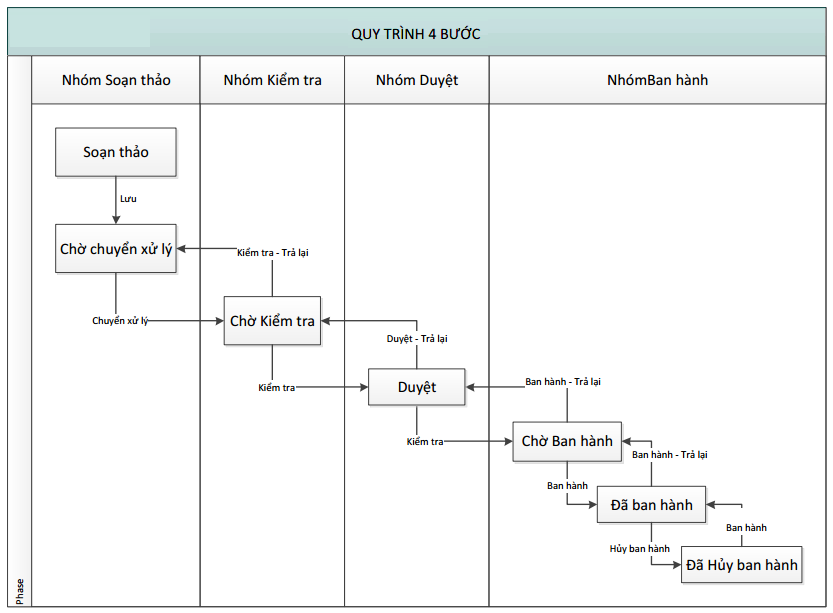 QUY TRÌNH 4 BƯỚC
Nhóm Soạn thảo
Nhóm Kiểm tra
Nhóm Duyệt
NhómBan hành
Soạn thảo
Lưu
Chờ chuyển xử lý
Kiểm tra - Trả lại
Chuyển xử lý
Chờ Kiểm tra
Duyệt - Trả lại
Kiểm tra
Duyệt
Ban hành - Trả lại
Kiểm tra
Chờ Ban hành
Ban hành - Trả lại
Ban hành
Đã ban hành
Ban hành
Hủy ban hành
Đã Hủy ban hành
Phase